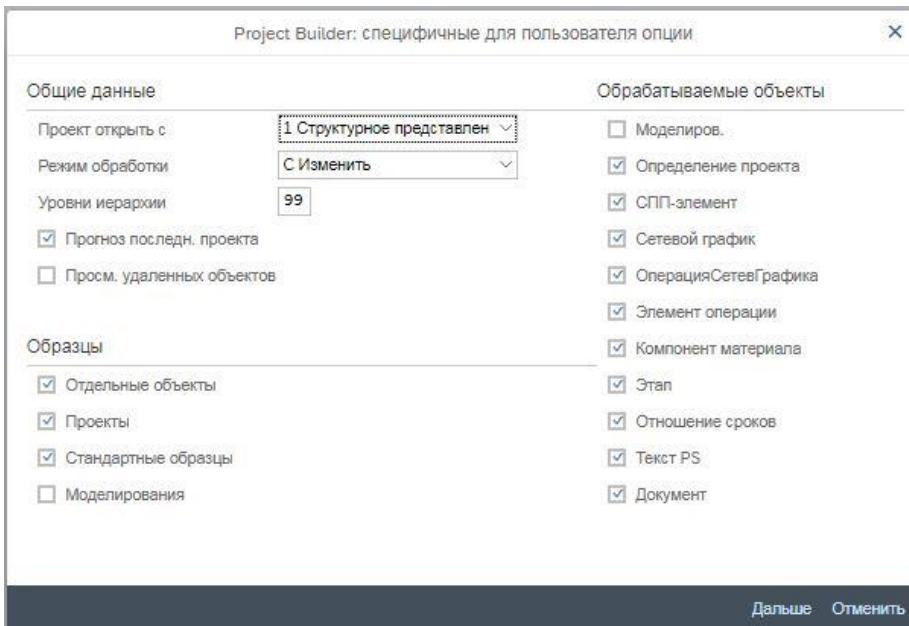 Project Builder: специфичные для пользователя опции
Общие данные
Проект открыть с 1 Структурное представлен
Режим обработки С Изменить
Уровни иерархии 99
Прогноз последн. проекта
Просм. удаленных объектов
Образцы
Отдельные объекты
Проекты
Стандартные образцы
Моделирования
Обрабатываемые объекты
Моделиров.
Определение проекта
СПП-элемент
Сетевой график
ОперацияСетевГрафика
Элемент операции
Компонент материала
Этап
Отношение сроков
Текст PS
Документ
Дальше Отменить